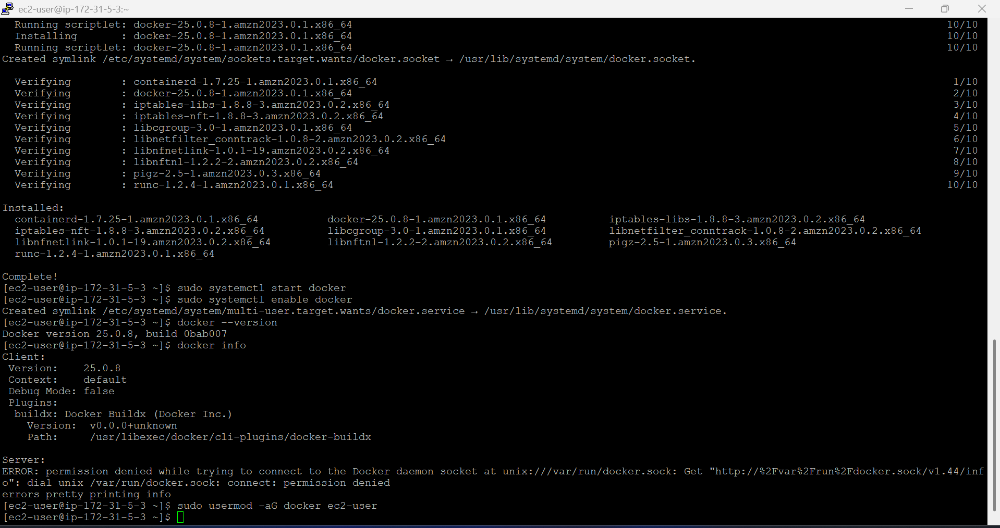 ec2-user@ip-172-31-5-3:~
Running scriptlet: docker-25.0.8-1.amzn2023.0.1.x86_64 10/10
Installing : docker-25.0.8-1.amzn2023.0.1.x86_64 10/10
Running scriptlet: docker-25.0.8-1.amzn2023.0.1.x86_64 10/10
Created symlink /etc/systemd/system/sockets.target.wants/docker.socket → /usr/lib/systemd/system/docker.socket.
Verifying : containerd-1.7.25-1.amzn2023.0.1.x86_64 1/10
Verifying : docker-25.0.8-1.amzn2023.0.1.x86_64 2/10
Verifying : iptables-libs-1.8.8-3.amzn2023.0.2.x86_64 3/10
Verifying : iptables-nft-1.8.8-3.amzn2023.0.2.x86_64 4/10
Verifying : libcgroup-3.0-1.amzn2023.0.1.x86_64 5/10
Verifying : libnetfilter_conntrack-1.0.8-2.amzn2023.0.2.x86_64 6/10
Verifying : libnfnetlink-1.0.1-19.amzn2023.0.2.x86_64 7/10
Verifying : libnftnl-1.2.2-2.amzn2023.0.2.x86_64 8/10
Verifying : pigz-2.5-1.amzn2023.0.3.x86_64 9/10
Verifying : runc-1.2.4-1.amzn2023.0.1.x86_64 10/10
Installed:
containerd-1.7.25-1.amzn2023.0.1.x86_64 docker-25.0.8-1.amzn2023.0.1.x86_64 iptables-libs-1.8.8-3.amzn2023.0.2.x86_64
iptables-nft-1.8.8-3.amzn2023.0.2.x86_64 libcgroup-3.0-1.amzn2023.0.1.x86_64 libnetfilter_conntrack-1.0.8-2.amzn2023.0.2.x86_64
libnfnetlink-1.0.1-19.amzn2023.0.2.x86_64 libnftnl-1.2.2-2.amzn2023.0.2.x86_64 pigz-2.5-1.amzn2023.0.3.x86_64
runc-1.2.4-1.amzn2023.0.1.x86_64
Complete!
[ec2-user@ip-172-31-5-3 ~]$ sudo systemctl start docker
[ec2-user@ip-172-31-5-3 ~]$ sudo systemctl enable docker
Created symlink /etc/systemd/system/multi-user.target.wants/docker.service → /usr/lib/systemd/system/docker.service.
[ec2-user@ip-172-31-5-3 ~]$ docker --version
Docker version 25.0.8, build 0bab007
[ec2-user@ip-172-31-5-3 ~]$ docker info
Client:
Version: 25.0.8
Context: default
Debug Mode: false
Plugins:
buildx: Docker Buildx (Docker Inc.)
Version: v0.0.0+unknown
Path: /usr/libexec/docker/cli-plugins/docker-buildx
Server:
ERROR: permission denied while trying to connect to the Docker daemon socket at unix:///var/run/docker.sock: Get "http://%2Fvar%2Frun%2Fdocker.sock/v1.44/inf
o": dial unix /var/run/docker.sock: connect: permission denied
errors pretty printing info
[ec2-user@ip-172-31-5-3 ~]$ sudo usermod -aG docker ec2-user
[ec2-user@ip-172-31-5-3 ~]$